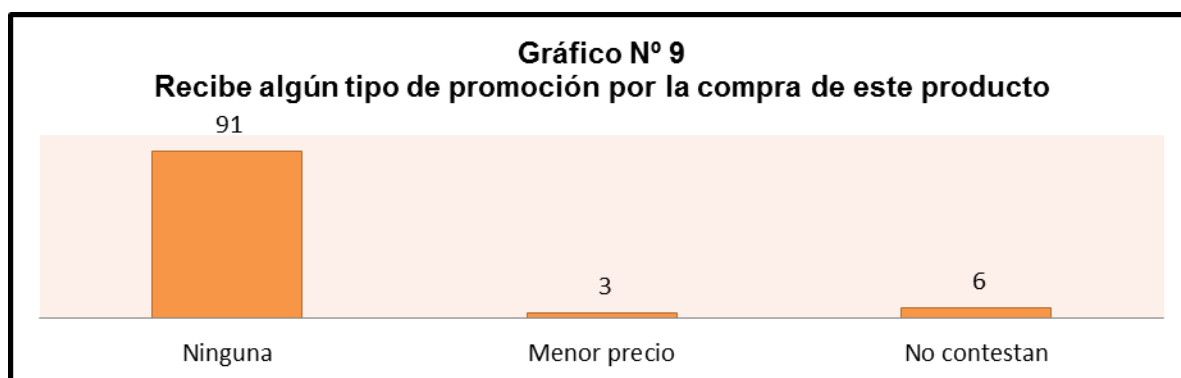 Gráfico Nº 9
Recibe algún tipo de promoción por la compra de este producto
91
3
6
Ninguna
Menor precio
No contestan